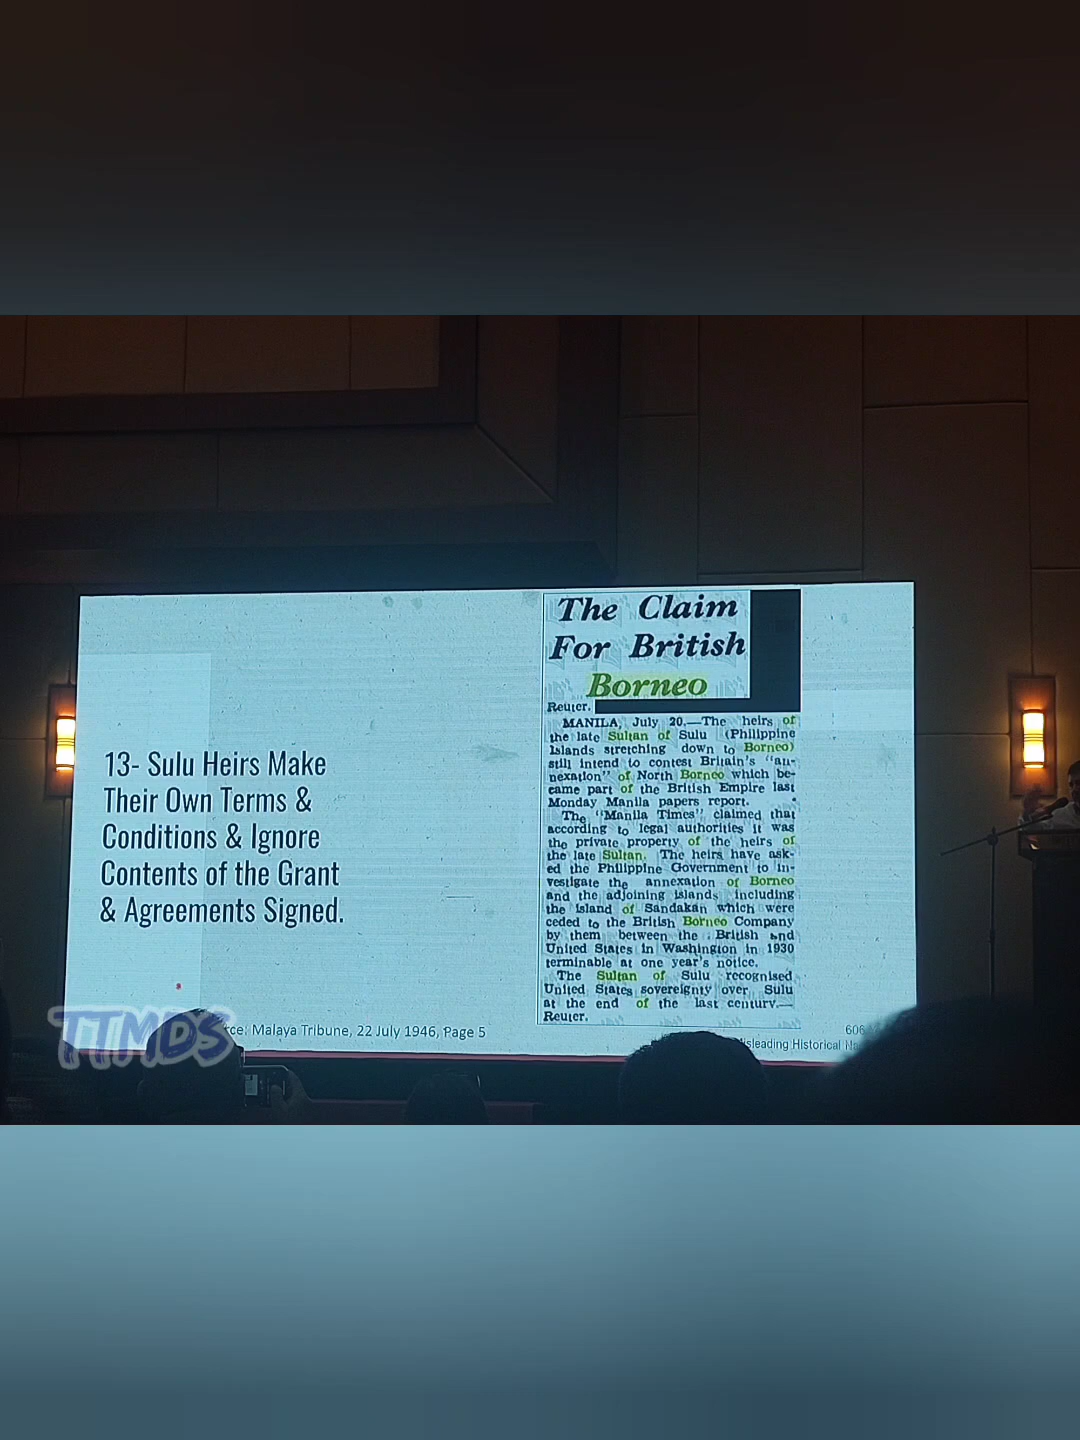 The Claim
For British
Borneo
Reuter.
MANILA, July 20.—The heirs of
the late Sultan of Sulu (Philippine
Islands stretching down to Borneo)
still intend to contest Britain's "an-
nexation" of North Borneo which be-
came part of the British Empire last
Monday Manila papers report.
The "Manila Times" claimed that
according to legal authorities it was
the private property of the heirs of
the late Sultan. The heirs have ask-
ed the Philippine Government to in-
vestigate the annexation of Borneo
and the adjoining islands including
the island of Sandakan which were
ceded to the British Borneo Company
by them between the British and
United States in Washington in 1930
terminable at one year's notice.
The Sultan of Sulu recognised
United States sovereignty over Sulu
at the end of the last century.—
Reuter.
13- Sulu Heirs Make
Their Own Terms &
Conditions & Ignore
Contents of the Grant
& Agreements Signed.
Malaya Tribune, 22 July 1946, Page 5
606
Historical
TTMDS